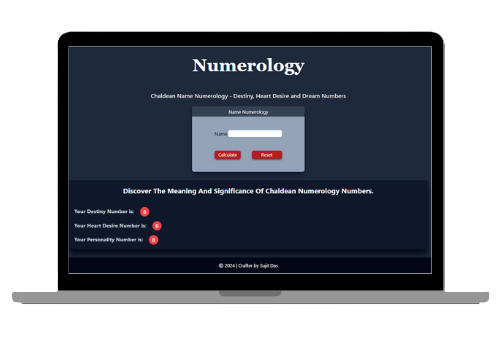 Numerology
Chaldean Name Numerology - Destiny, Heart Desire and Dream Numbers
Name Numerology
Name
Calculate Reset
Discover The Meaning And Significance Of Chaldean Numerology Numbers.
Your Destiny Number is: 0
Your Heart Desire Number is: 0
Your Personality Number is: 0
© 2024 | Crafter by Sujit Das